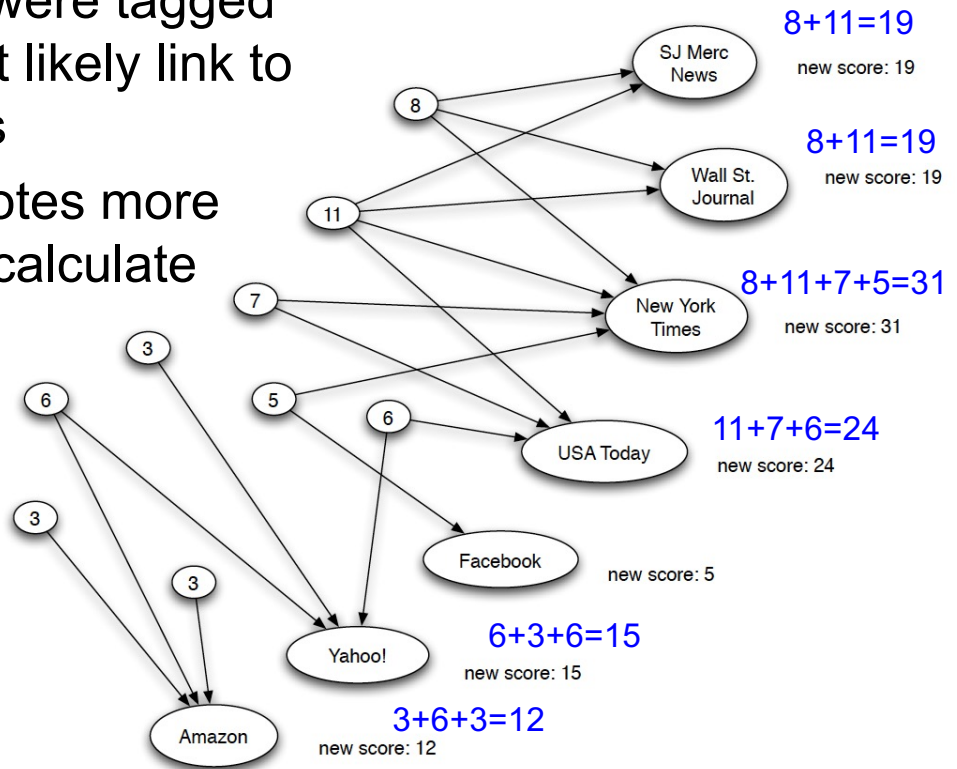 were tagged
t likely link to
s
otes more
calculate
8+11=19
SJ Merc
News
new score: 19
8
8+11=19
Wall St.
Journal
new score: 19
11
8+11+7+5=31
New York
Times
new score: 31
7
3
5
6
6
11+7+6=24
USA Today
new score: 24
3
Facebook
new score: 5
3
6+3+6=15
Yahoo!
new score: 15
3+6+3=12
Amazon
new score: 12